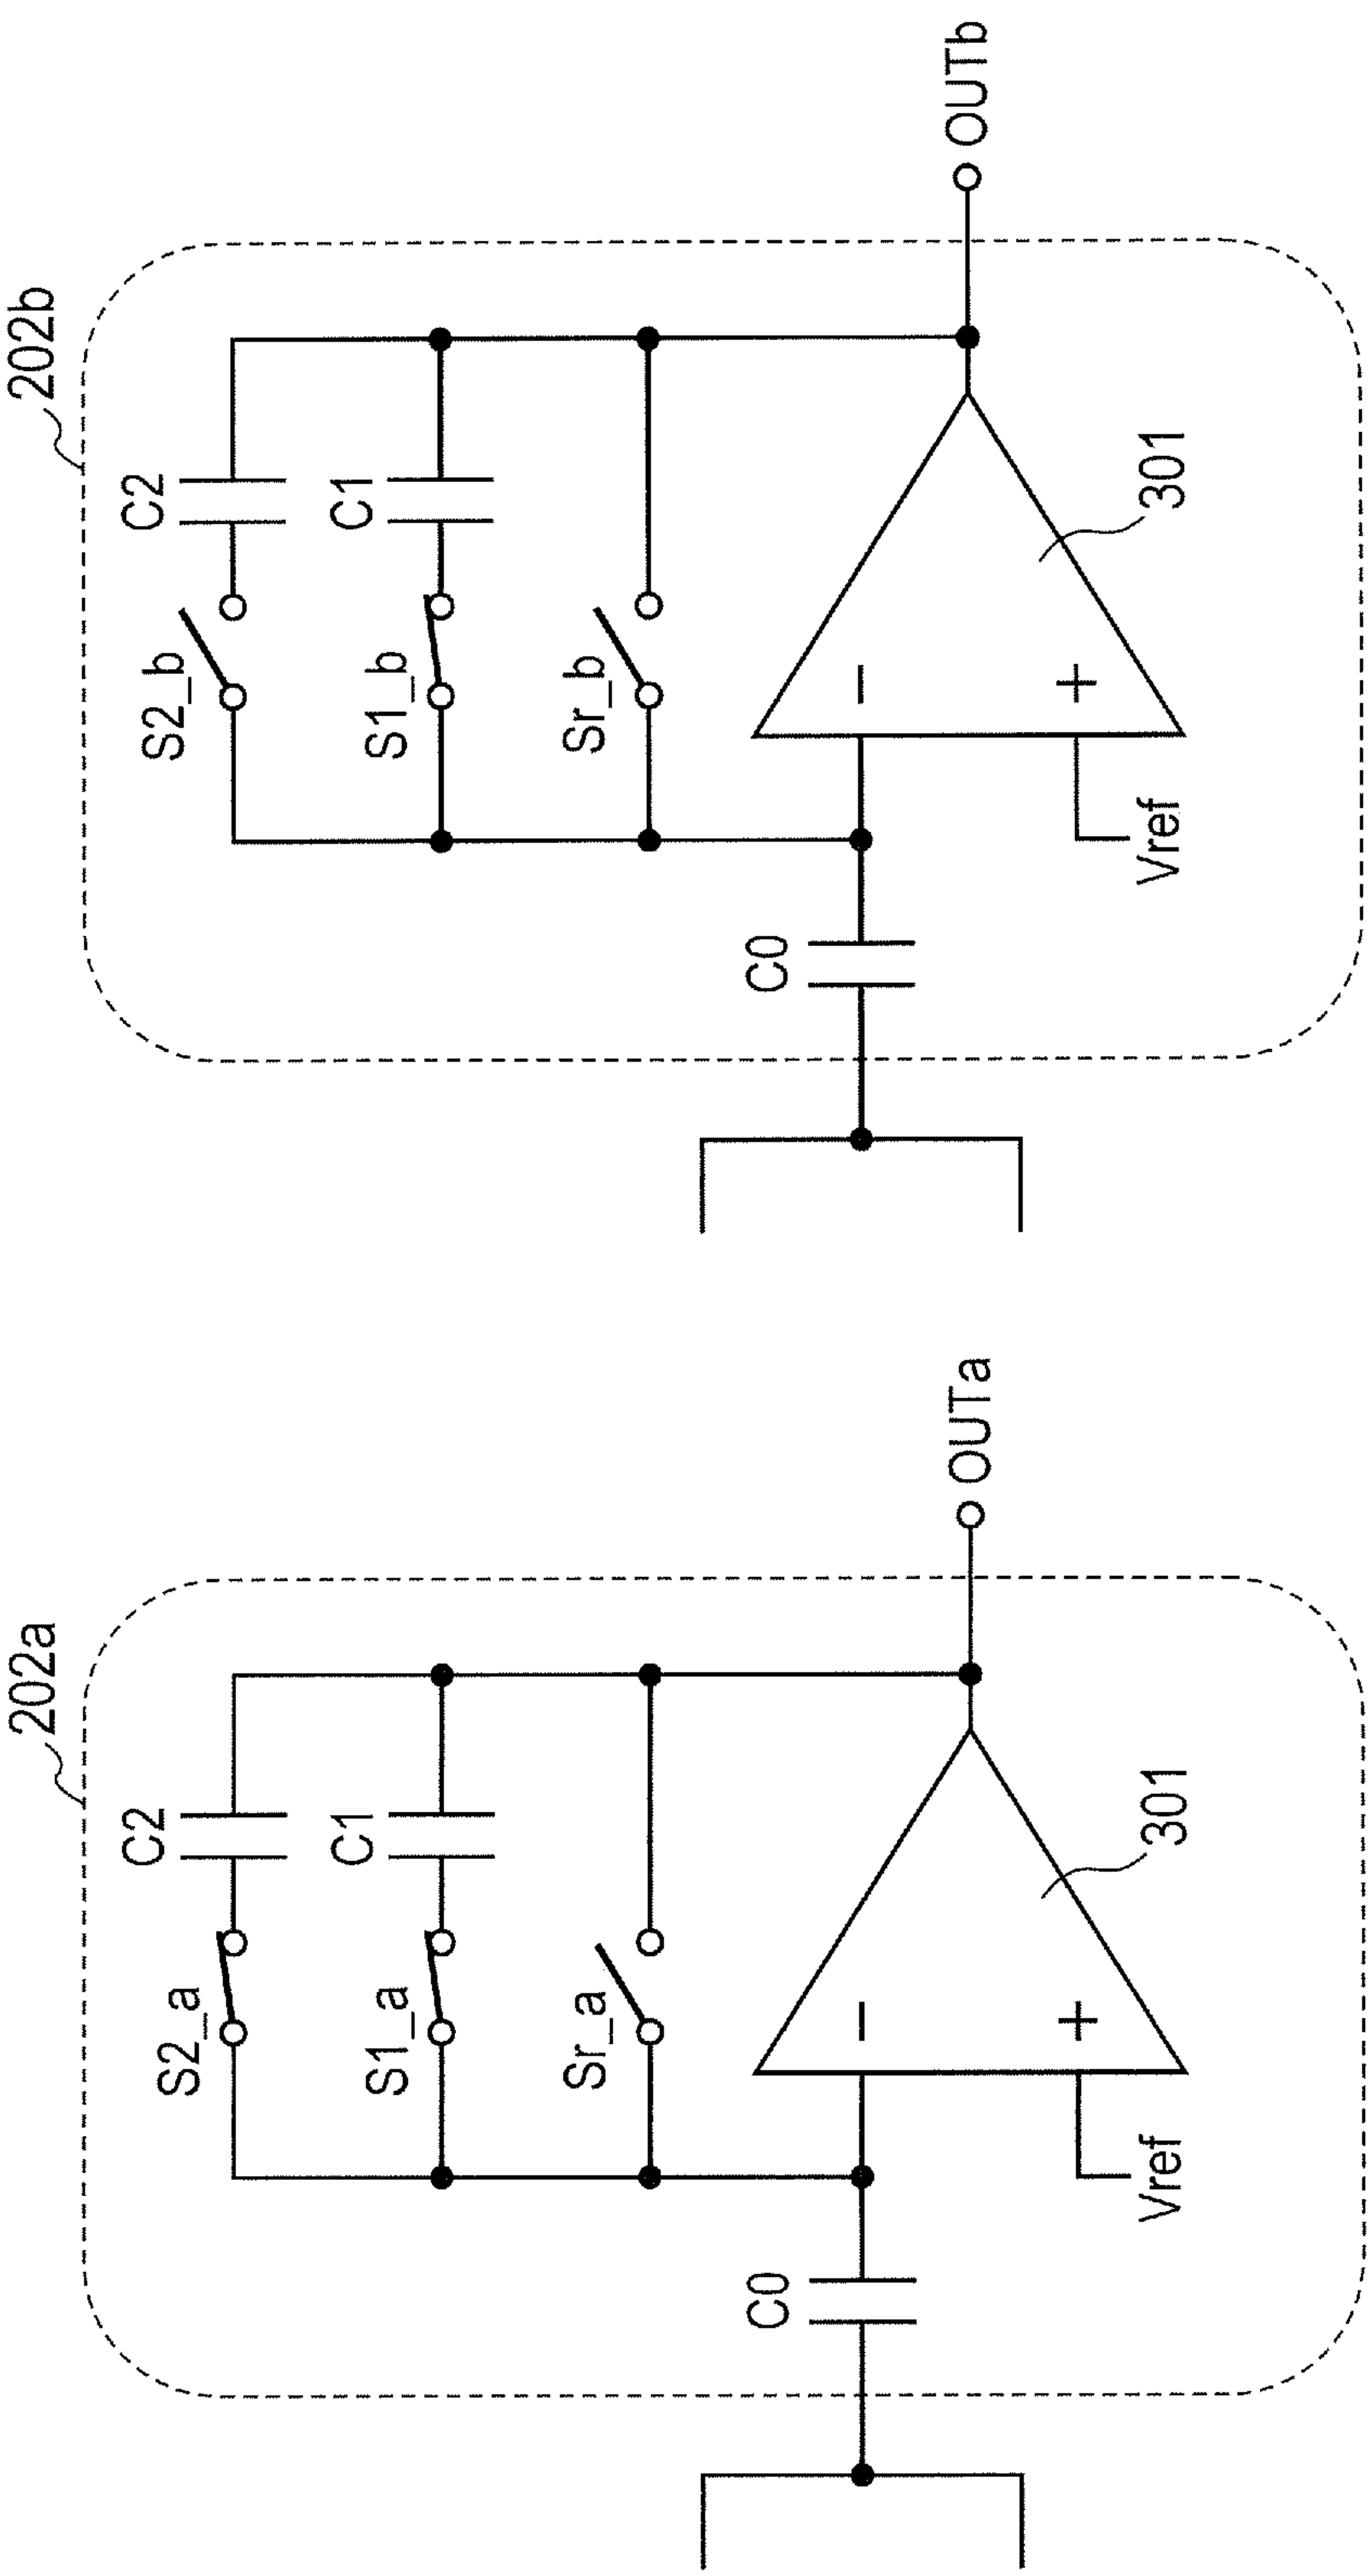 202a
C2
S2_a
C1
S1_a
Sr_a
C0
−
+
Vref
301
OUTa
202b
C2
S2_b
C1
S1_b
Sr_b
C0
−
+
Vref
301
OUTb